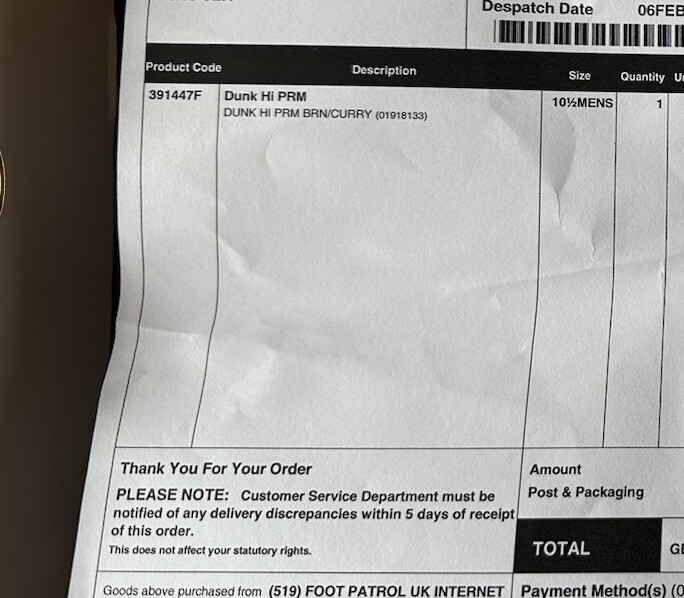 Despatch Date 06FEB
Product Code Description Size Quantity
391447F Dunk Hi PRM 10½MENS 1
DUNK HI PRM BRN/CURRY (01918133)
Thank You For Your Order
PLEASE NOTE: Customer Service Department must be
notified of any delivery discrepancies within 5 days of receipt
of this order.
This does not affect your statutory rights.
Amount
Post & Packaging
TOTAL
Goods above purchased from (519) FOOT PATROL UK INTERNET
Payment Method(s)